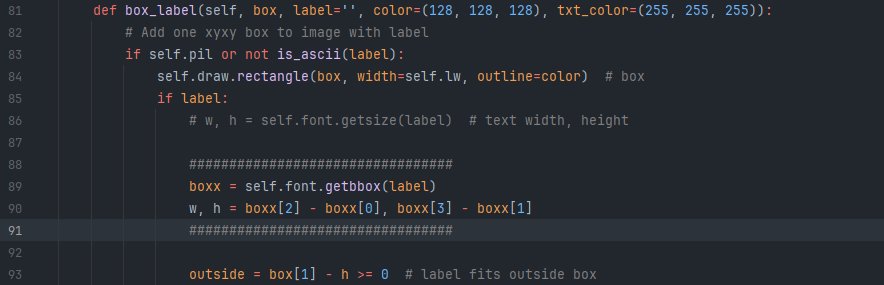 81 def box_label(self, box, label='', color=(128, 128, 128), txt_color=(255, 255, 255)):
82 # Add one xyxy box to image with label
83 if self.pil or not is_ascii(label):
84 self.draw.rectangle(box, width=self.lw, outline=color)  # box
85 if label:
86 # w, h = self.font.getsize(label)  # text width, height
87
88 #################################
89 boxx = self.font.getbbox(label)
90 w, h = boxx[2] - boxx[0], boxx[3] - boxx[1]
91 #################################
92
93 outside = box[1] - h >= 0  # label fits outside box